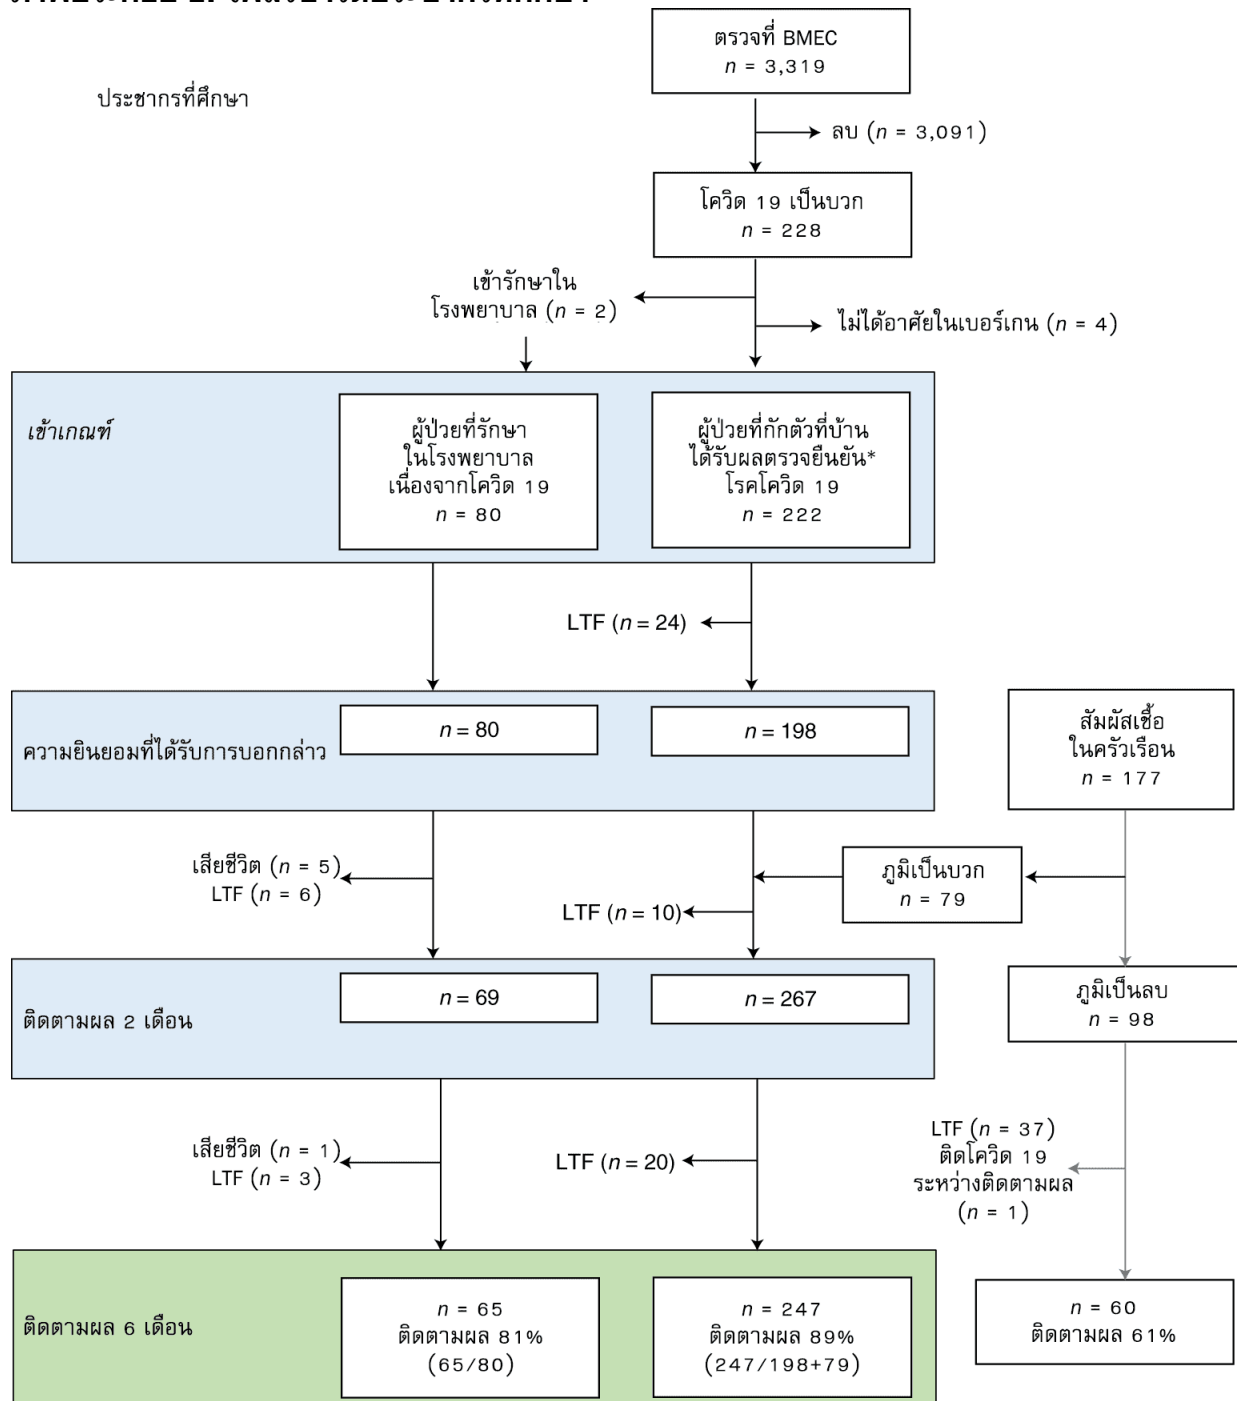 ตรวจที่ BMEC
n = 3,319
ประชากรที่ศึกษา
ลบ (n = 3,091)
โควิด 19 เป็นบวก
n = 228
เข้ารักษาใน
โรงพยาบาล (n = 2)
ไม่ได้อาศัยในเบอร์เกน (n = 4)
เข้าเกณฑ์
ผู้ป่วยที่รักษา
ในโรงพยาบาล
เนื่องจากโควิด 19
n = 80
ผู้ป่วยที่กักตัวที่บ้าน
ได้รับผลตรวจยืนยัน*
โรคโควิด 19
n = 222
LTF (n = 24)
ความยินยอมที่ได้รับการบอกกล่าว
n = 80
n = 198
สัมผัสเชื้อ
ในครัวเรือน
n = 177
เสียชีวิต (n = 5)
LTF (n = 6)
LTF (n = 10)
ภูมิเป็นบวก
n = 79
ติดตามผล 2 เดือน
n = 69
n = 267
ภูมิเป็นลบ
n = 98
เสียชีวิต (n = 1)
LTF (n = 3)
LTF (n = 20)
LTF (n = 37)
ติดโควิด 19
ระหว่างติดตามผล
(n = 1)
ติดตามผล 6 เดือน
n = 65
ติดตามผล 81%
(65/80)
n = 247
ติดตามผล 89%
(247/198+79)
n = 60
ติดตามผล 61%